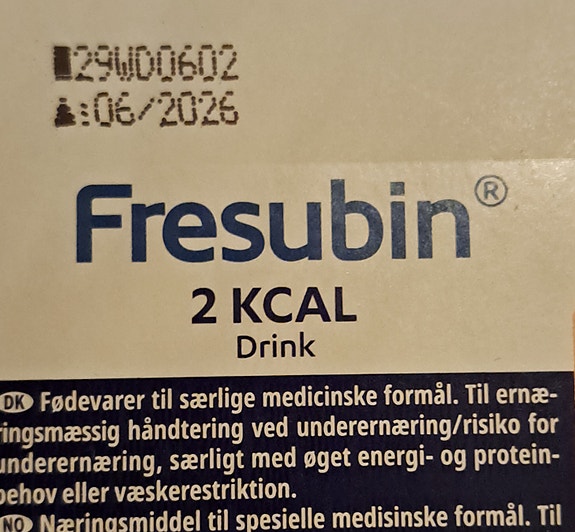 29WD0602
:06/2026
Fresubin®
2 KCAL
Drink
DK Fødevarer til særlige medicinske formål. Til ernæ-
ringsmæssig håndtering ved underernæring/risiko for
underernæring, særligt med øget energi- og protein-
behov eller væskerestriktion.
NO Næringsmiddel til spesielle medisinske formål. Til